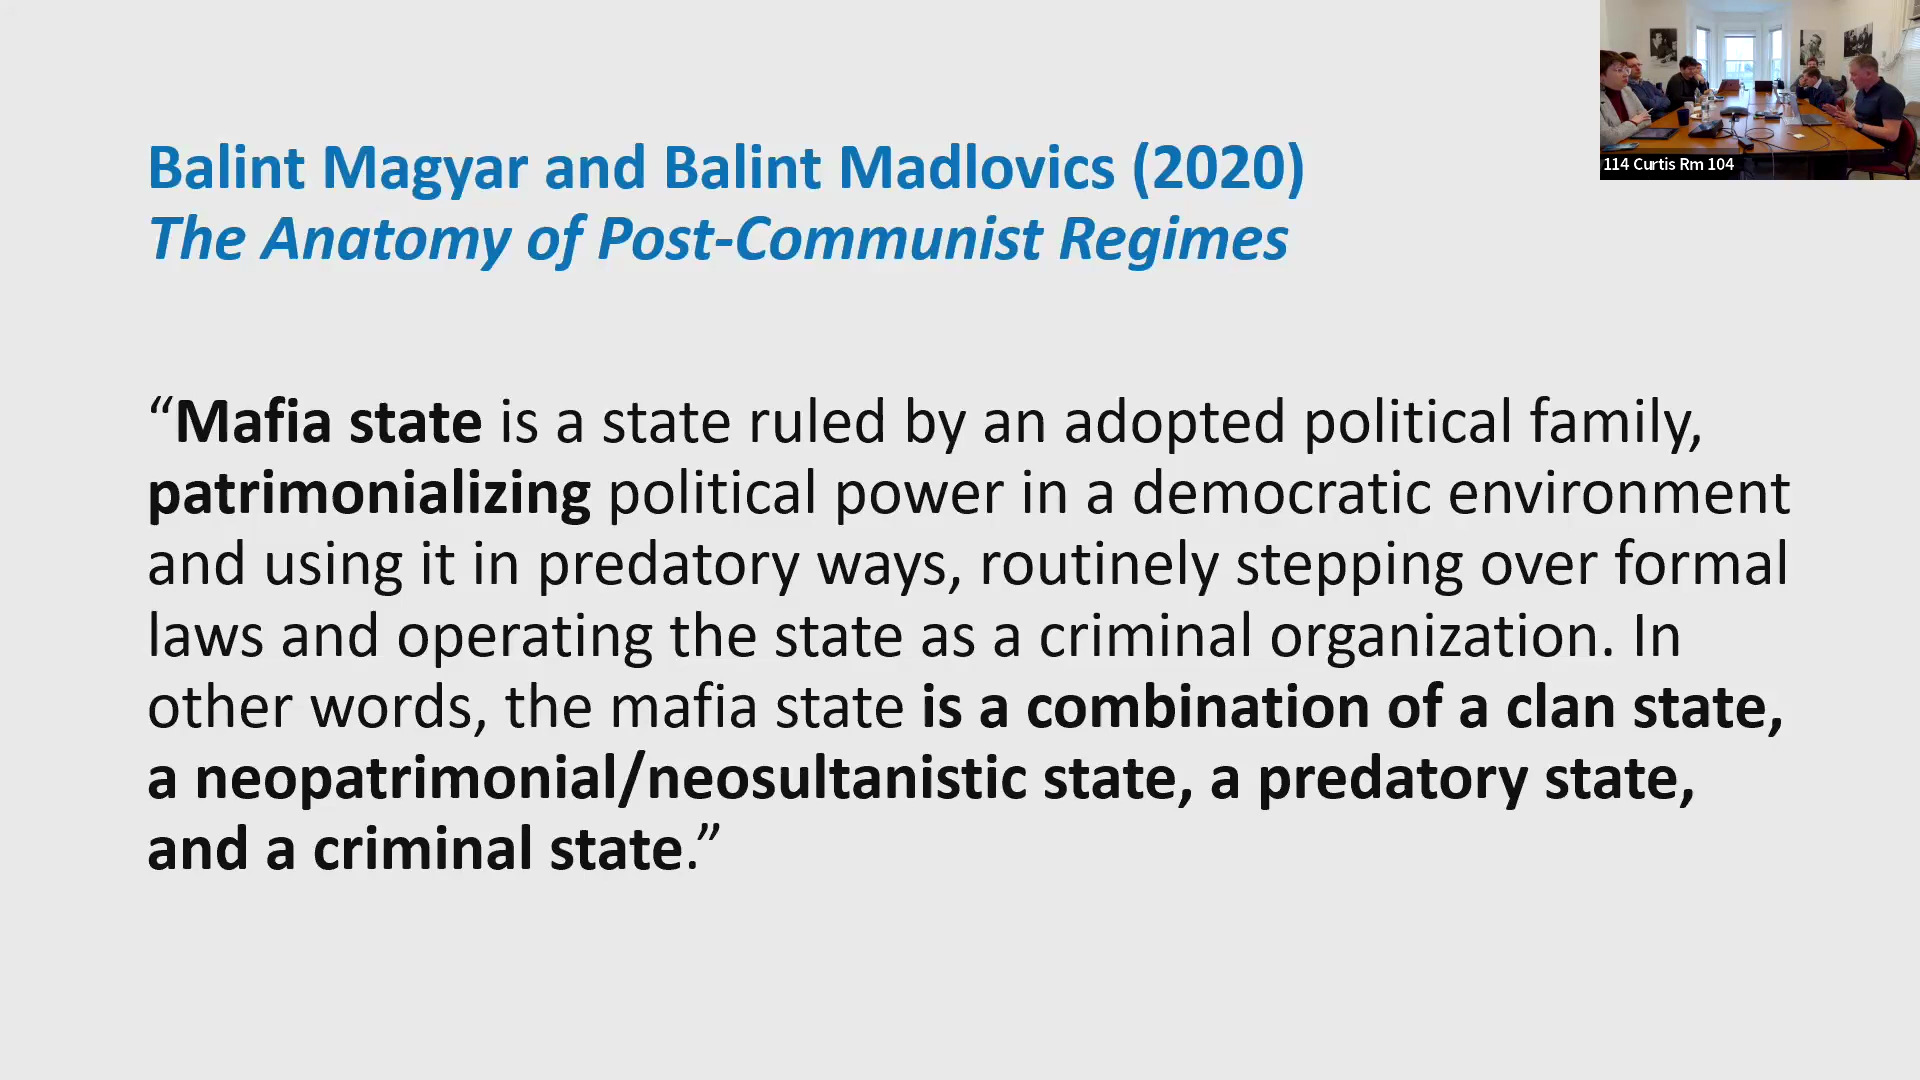 114 Curtis Rm 104
Balint Magyar and Balint Madlovics (2020)
The Anatomy of Post-Communist Regimes
“Mafia state is a state ruled by an adopted political family,
patrimonializing political power in a democratic environment
and using it in predatory ways, routinely stepping over formal
laws and operating the state as a criminal organization. In
other words, the mafia state is a combination of a clan state,
a neopatrimonial/neosultanistic state, a predatory state,
and a criminal state.”